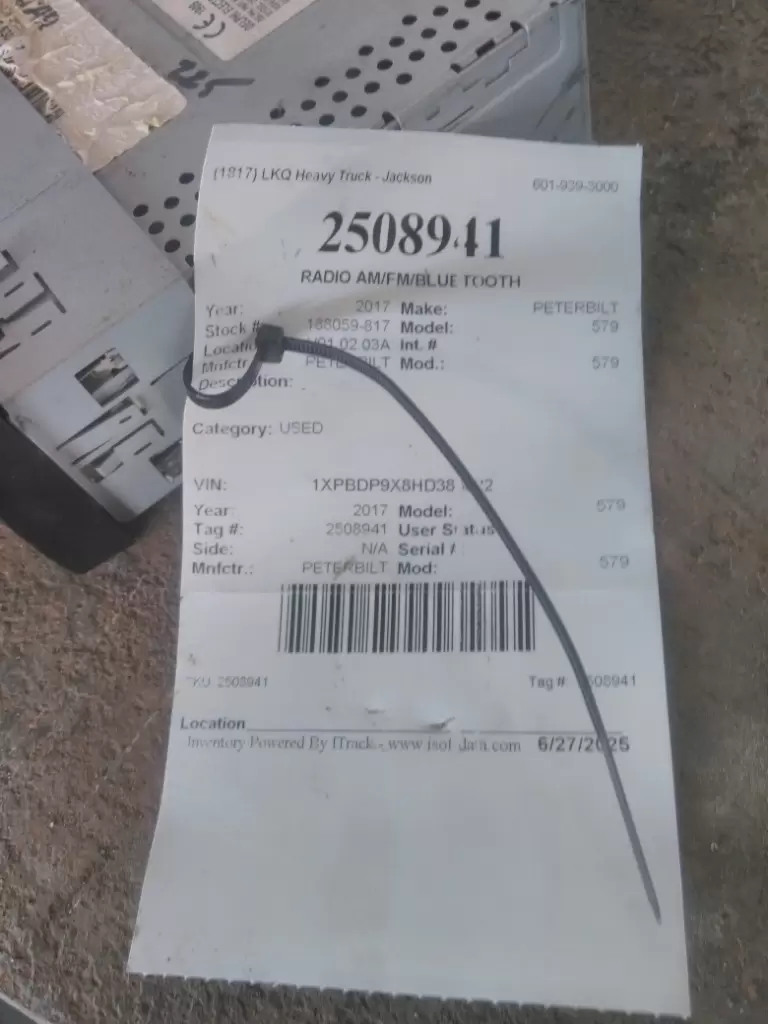 (1817) LKQ Heavy Truck - Jackson 601-939-3000
2508941
RADIO AM/FM/BLUE TOOTH
Year: 2017 Make: PETERBILT
Stock # 188059-817 Model: 579
Int. #
Mnfctr Mod.: 579
Description:
Category: USED
VIN: 1XPBDP9X8HD38
Year: 2017 Model: 579
Tag #: 2508941 User Status
Side: N/A Serial #
Mnfctr.: PETERBILT Mod: 579
2508941 Tag #
Location
Inventory Powered By ITrack - www.isoftdata.com 6/27/2025